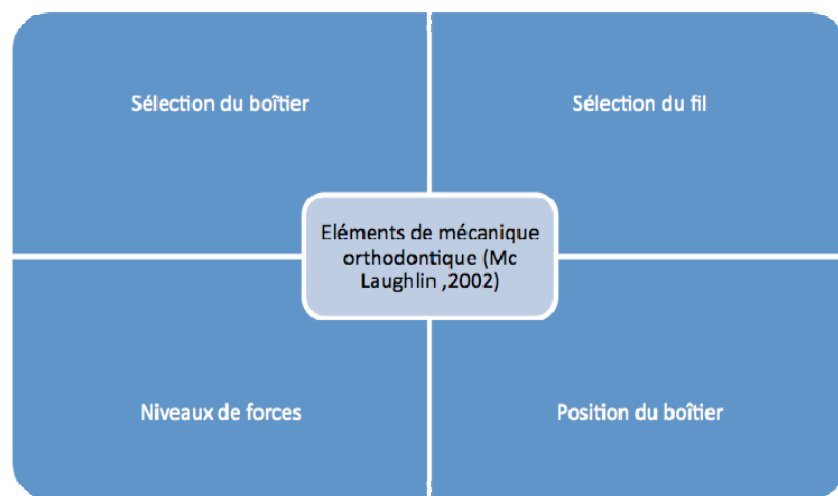 Sélection du boîtier
Sélection du fil
Eléments de mécanique
orthodontique (Mc
Laughlin ,2002)
Niveaux de forces
Position du boîtier